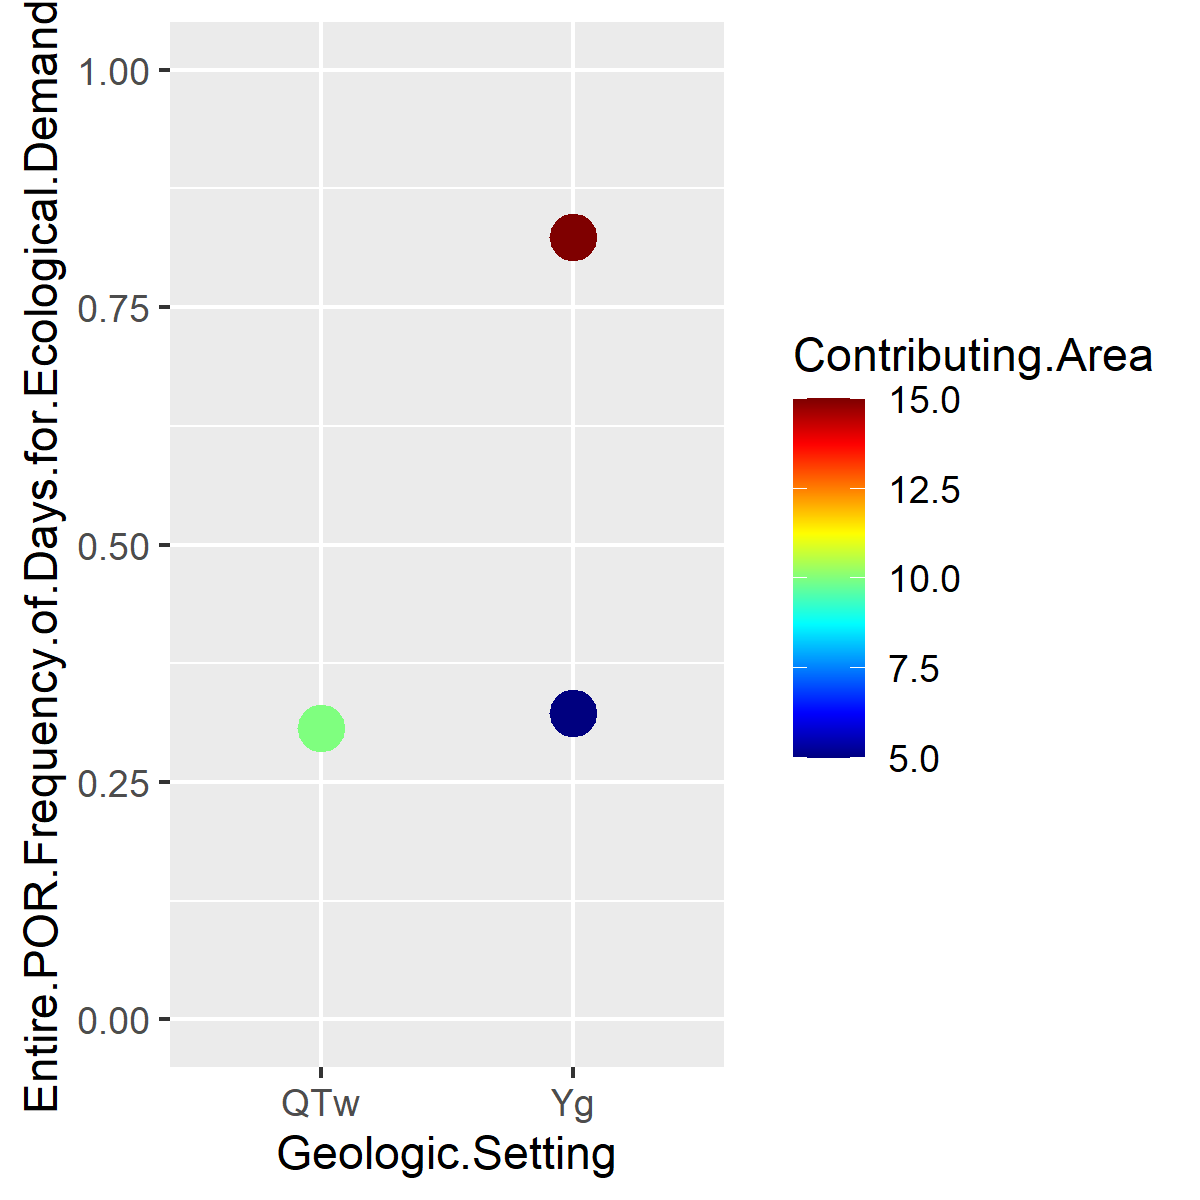 Entire.POR.Frequency.of.Days.for.Ecological.Demand
1.00
0.75
0.50
0.25
0.00
QTw
Yg
Geologic.Setting
Contributing.Area
15.0
12.5
10.0
7.5
5.0